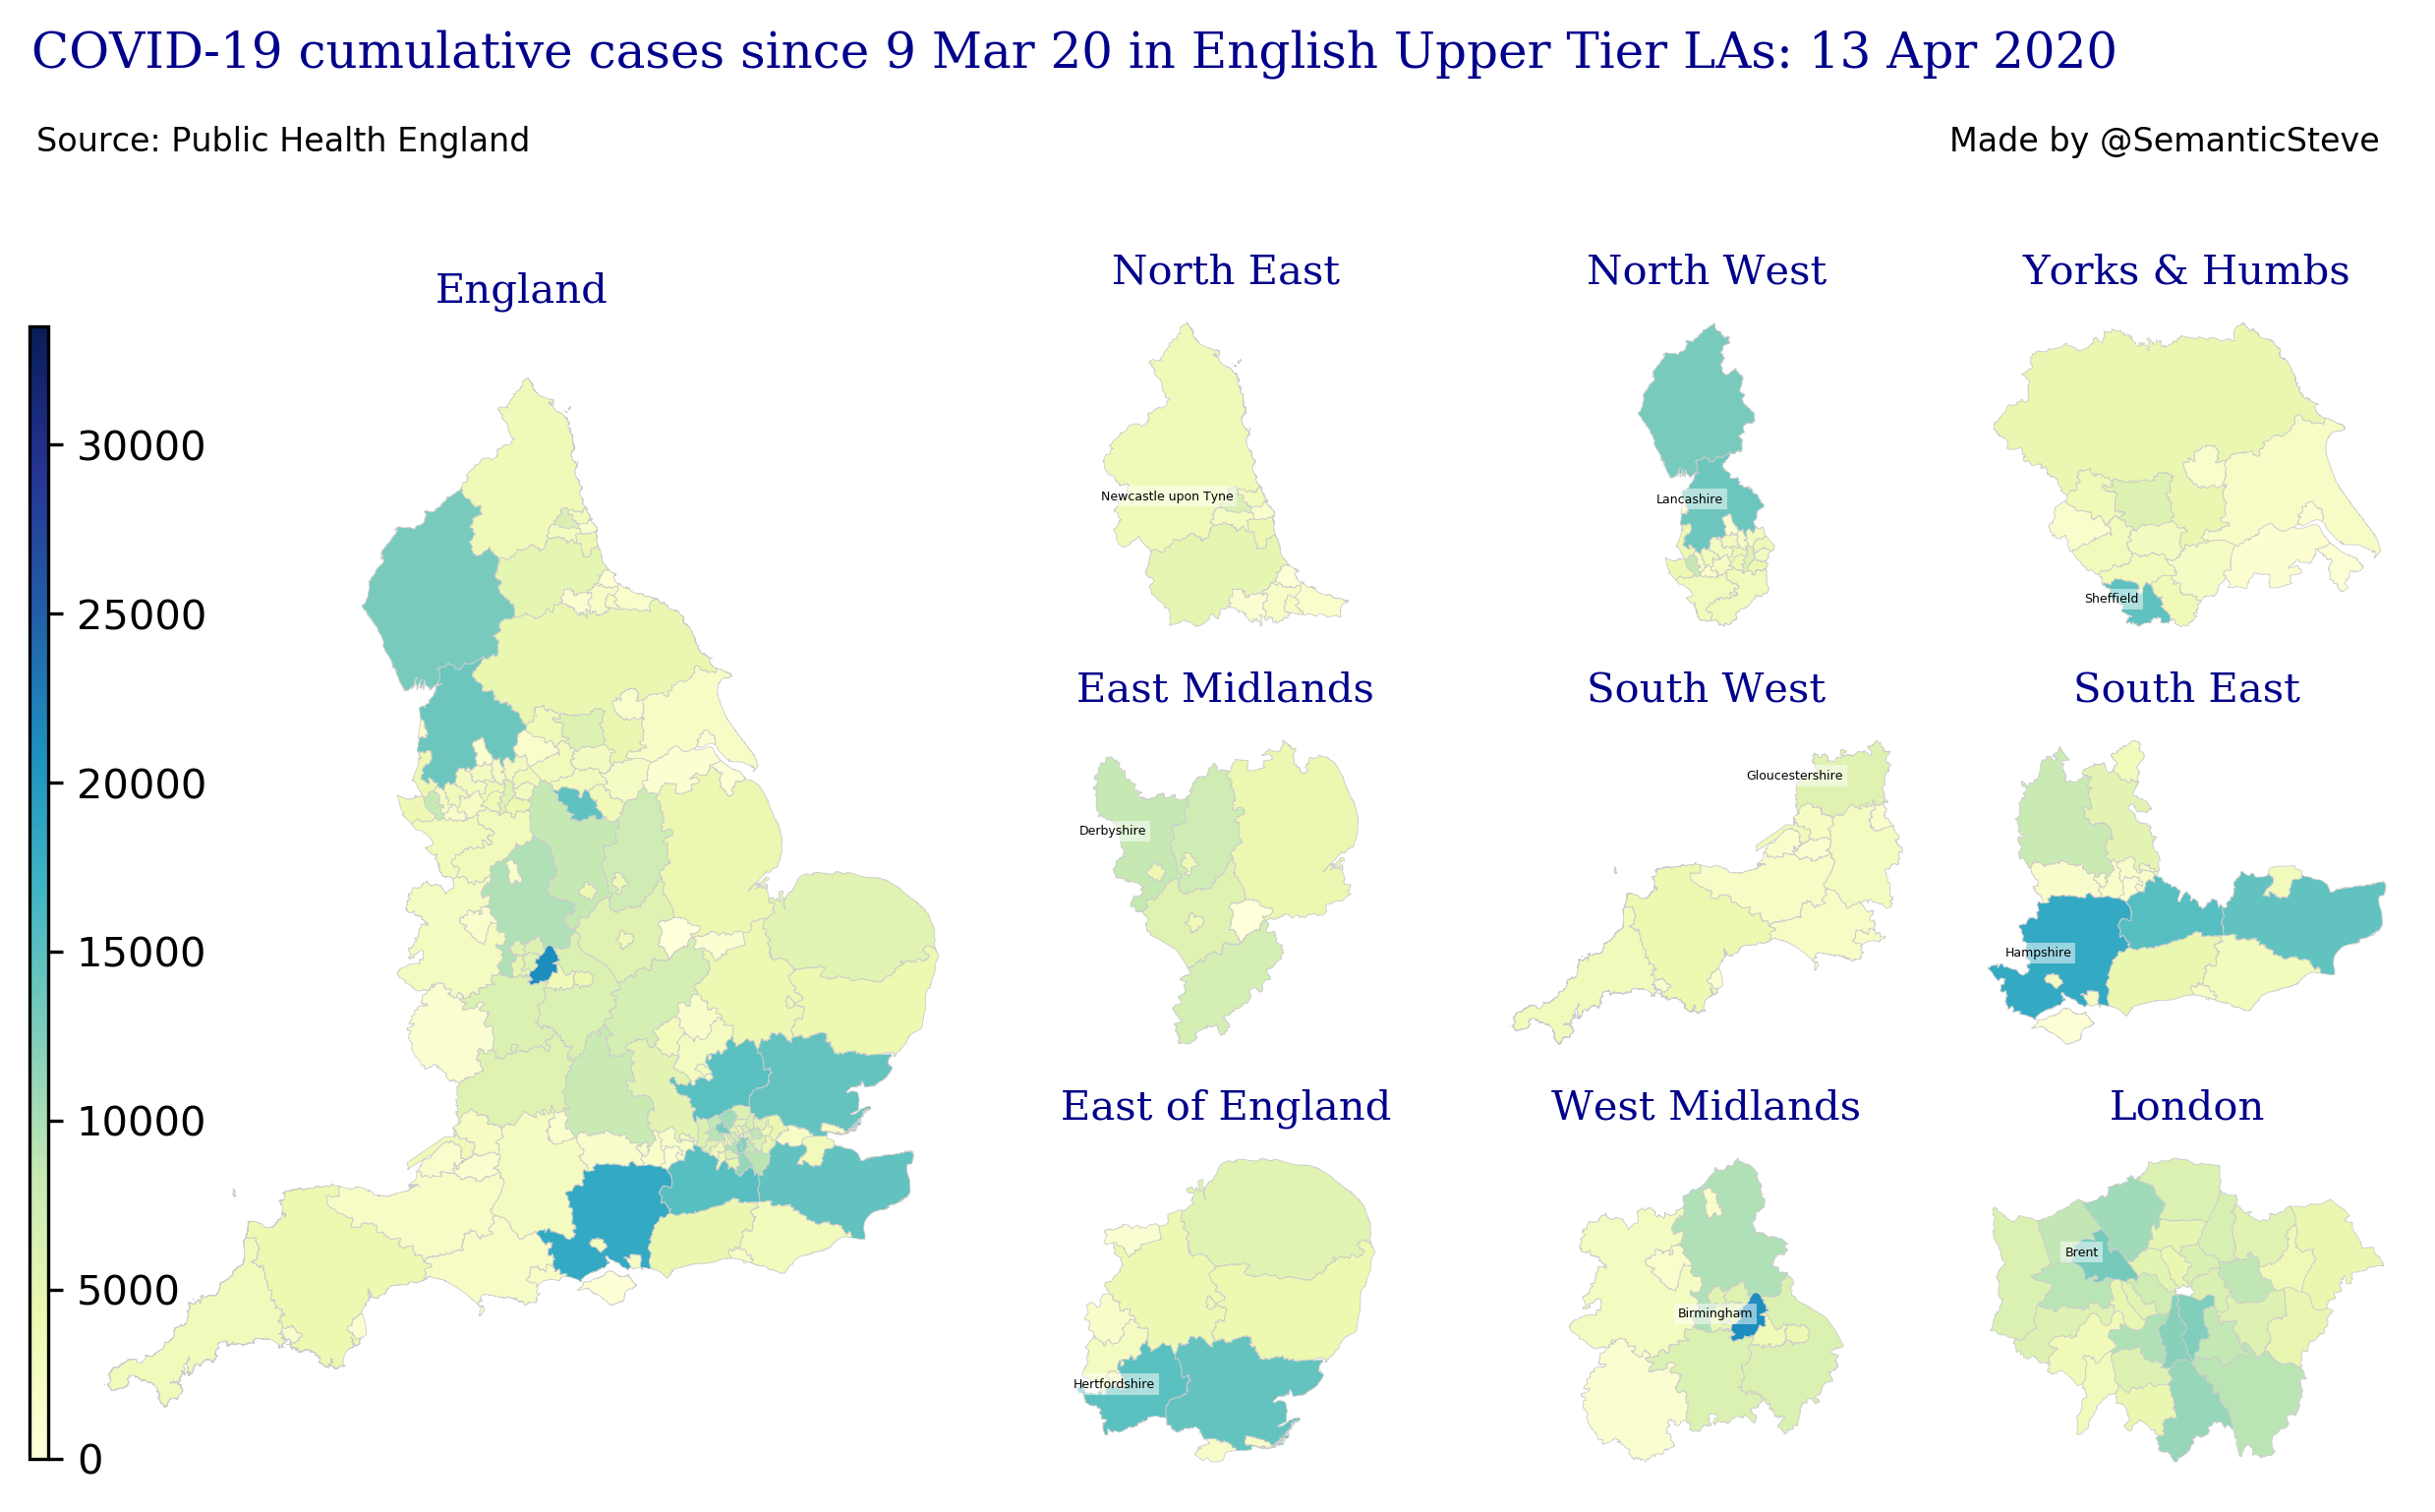 COVID-19 cumulative cases since 9 Mar 20 in English Upper Tier LAs: 13 Apr 2020
Source: Public Health England
Made by @SemanticSteve
England
30000
25000
20000
15000
10000
5000
0
North East
Newcastle upon Tyne
North West
Lancashire
Yorks & Humbs
Sheffield
East Midlands
Derbyshire
South West
Gloucestershire
South East
Hampshire
East of England
Hertfordshire
West Midlands
Birmingham
London
Brent